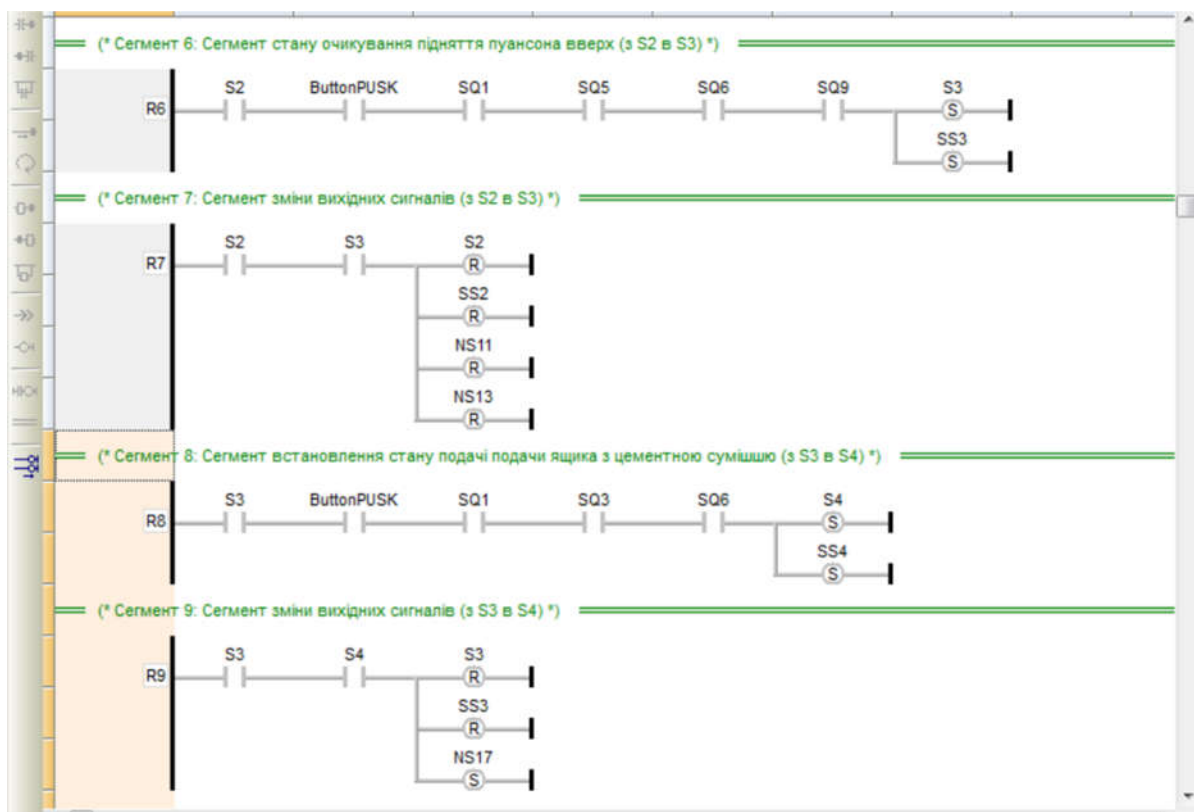 (* Сегмент 6: Сегмент стану очикування підняття пуансона вверх (з S2 в S3) *)
S2 ButtonPUSK SQ1 SQ5 SQ6 SQ9 S3
R6 S
SS3
S
(* Сегмент 7: Сегмент зміни вихідних сигналів (з S2 в S3) *)
S2 S3 S2
R7 R
SS2
R
NS11
R
NS13
R
(* Сегмент 8: Сегмент встановлення стану подачі подачи ящика з цементною сумішшю (з S3 в S4) *)
S3 ButtonPUSK SQ1 SQ3 SQ6 S4
R8 S
SS4
S
(* Сегмент 9: Сегмент зміни вихідних сигналів (з S3 в S4) *)
S3 S4 S3
R9 R
SS3
R
NS17
S